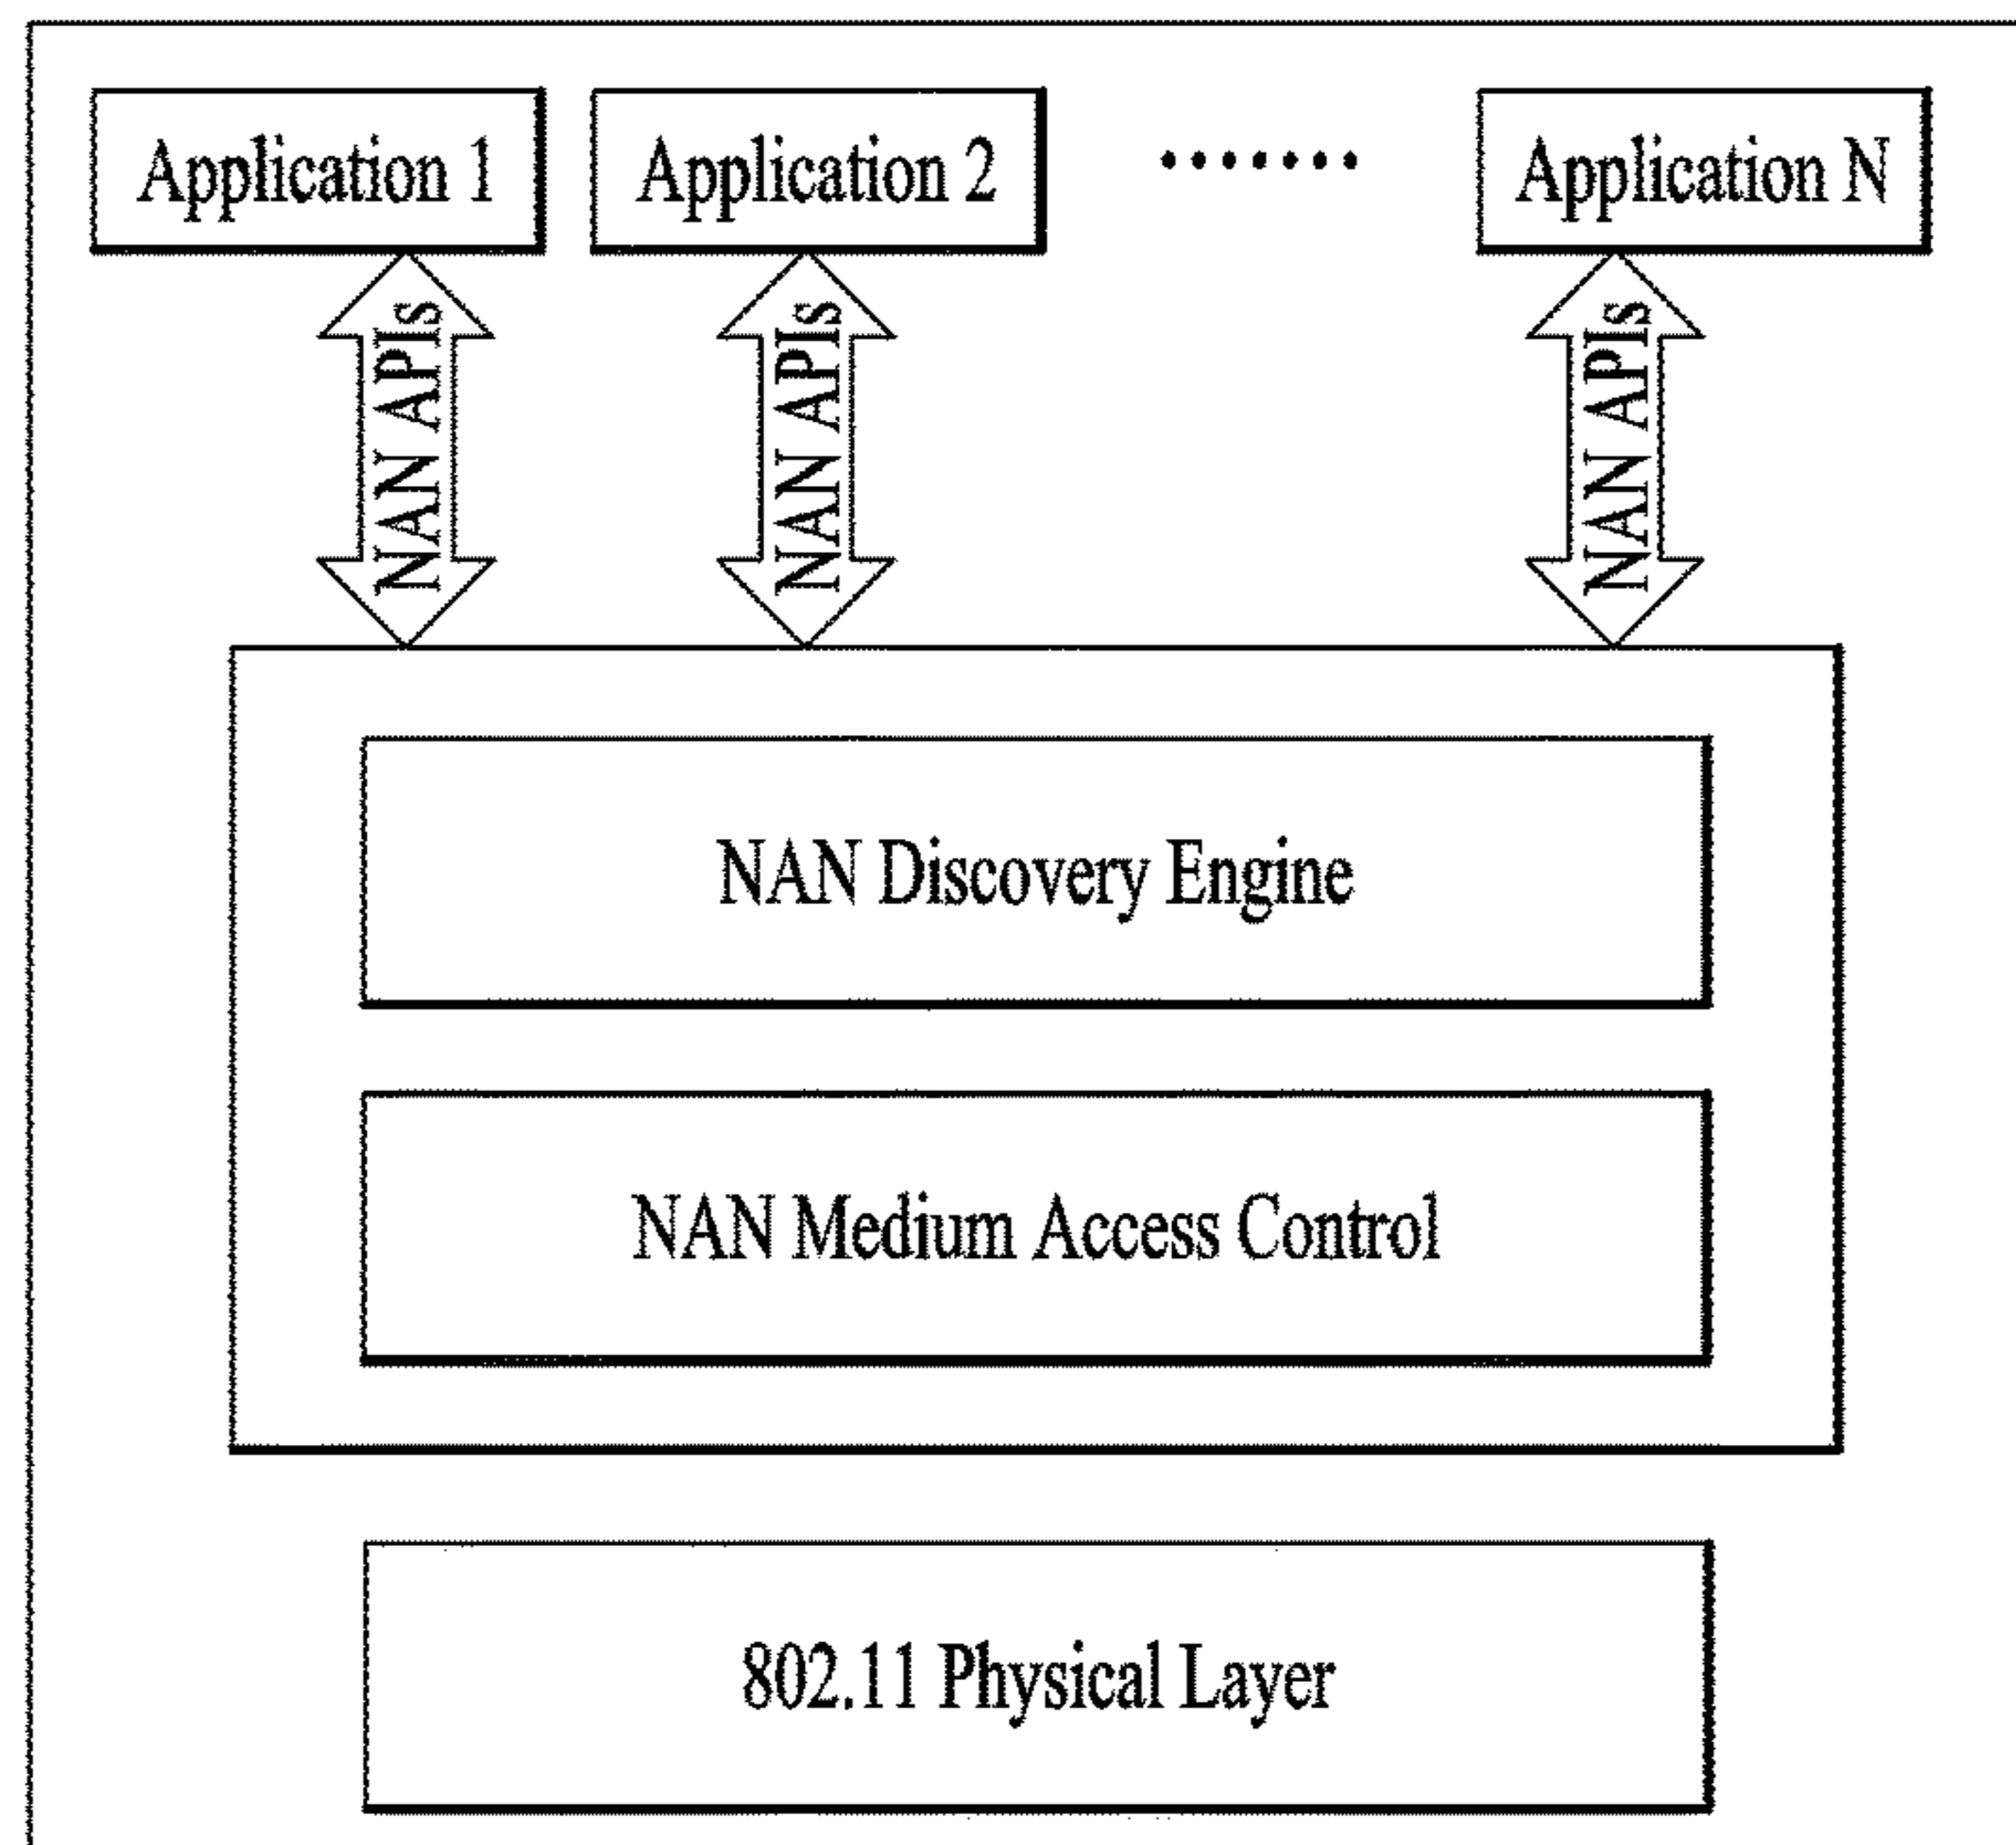 Application 1
Application 2
.......
Application N
NAN APIs
NAN APIs
NAN APIs
NAN Discovery Engine
NAN Medium Access Control
802.11 Physical Layer